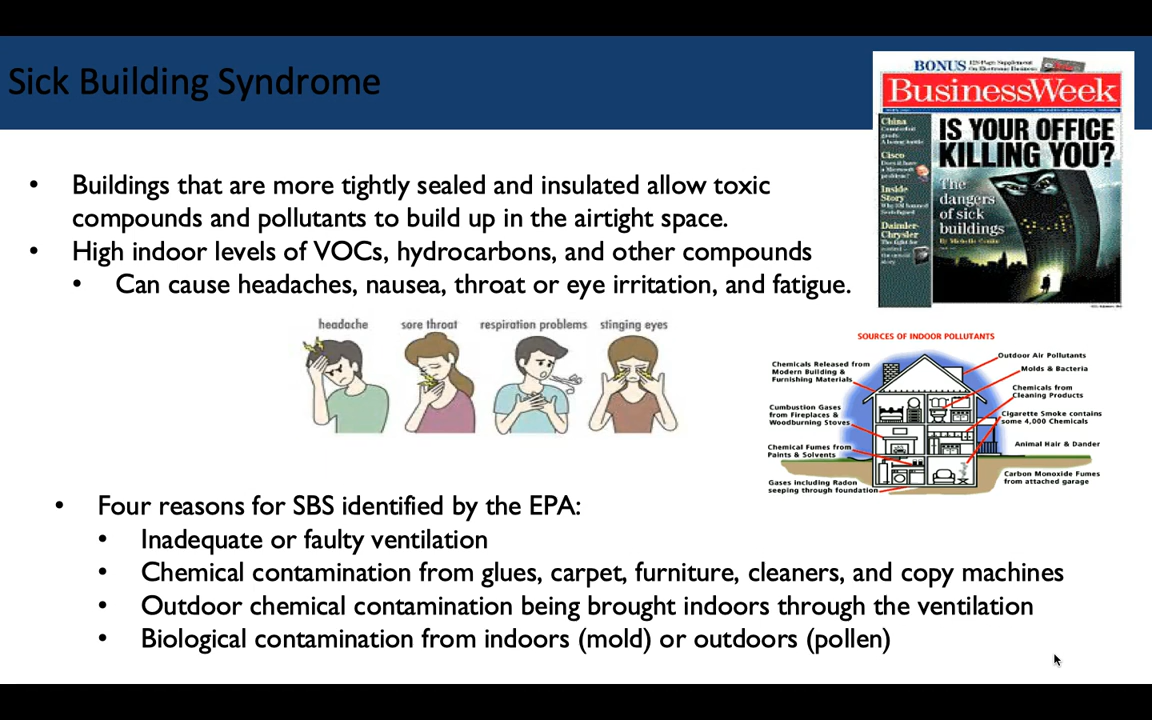 Sick Building Syndrome
BONUS
BusinessWeek
China
Cisco
Inside
Story
Daimler-
Chrysler
IS YOUR OFFICE
KILLING YOU?
The
dangers
of sick
buildings
• Buildings that are more tightly sealed and insulated allow toxic
compounds and pollutants to build up in the airtight space.
• High indoor levels of VOCs, hydrocarbons, and other compounds
• Can cause headaches, nausea, throat or eye irritation, and fatigue.
headache
sore throat
respiration problems
stinging eyes
SOURCES OF INDOOR POLLUTANTS
Chemicals Released from
Modern Building &
Furnishing Materials
Cumbustion Gases
from Fireplaces &
Woodburning Stoves
Chemical Fumes from
Paints & Solvents
Gases including Radon
seeping through foundation
Outdoor Air Pollutants
Molds & Bacteria
Chemicals from
Cleaning Products
Cigarette Smoke contains
some 4,000 Chemicals
Animal Hair & Dander
Carbon Monoxide Fumes
from attached garage
• Four reasons for SBS identified by the EPA:
• Inadequate or faulty ventilation
• Chemical contamination from glues, carpet, furniture, cleaners, and copy machines
• Outdoor chemical contamination being brought indoors through the ventilation
• Biological contamination from indoors (mold) or outdoors (pollen)